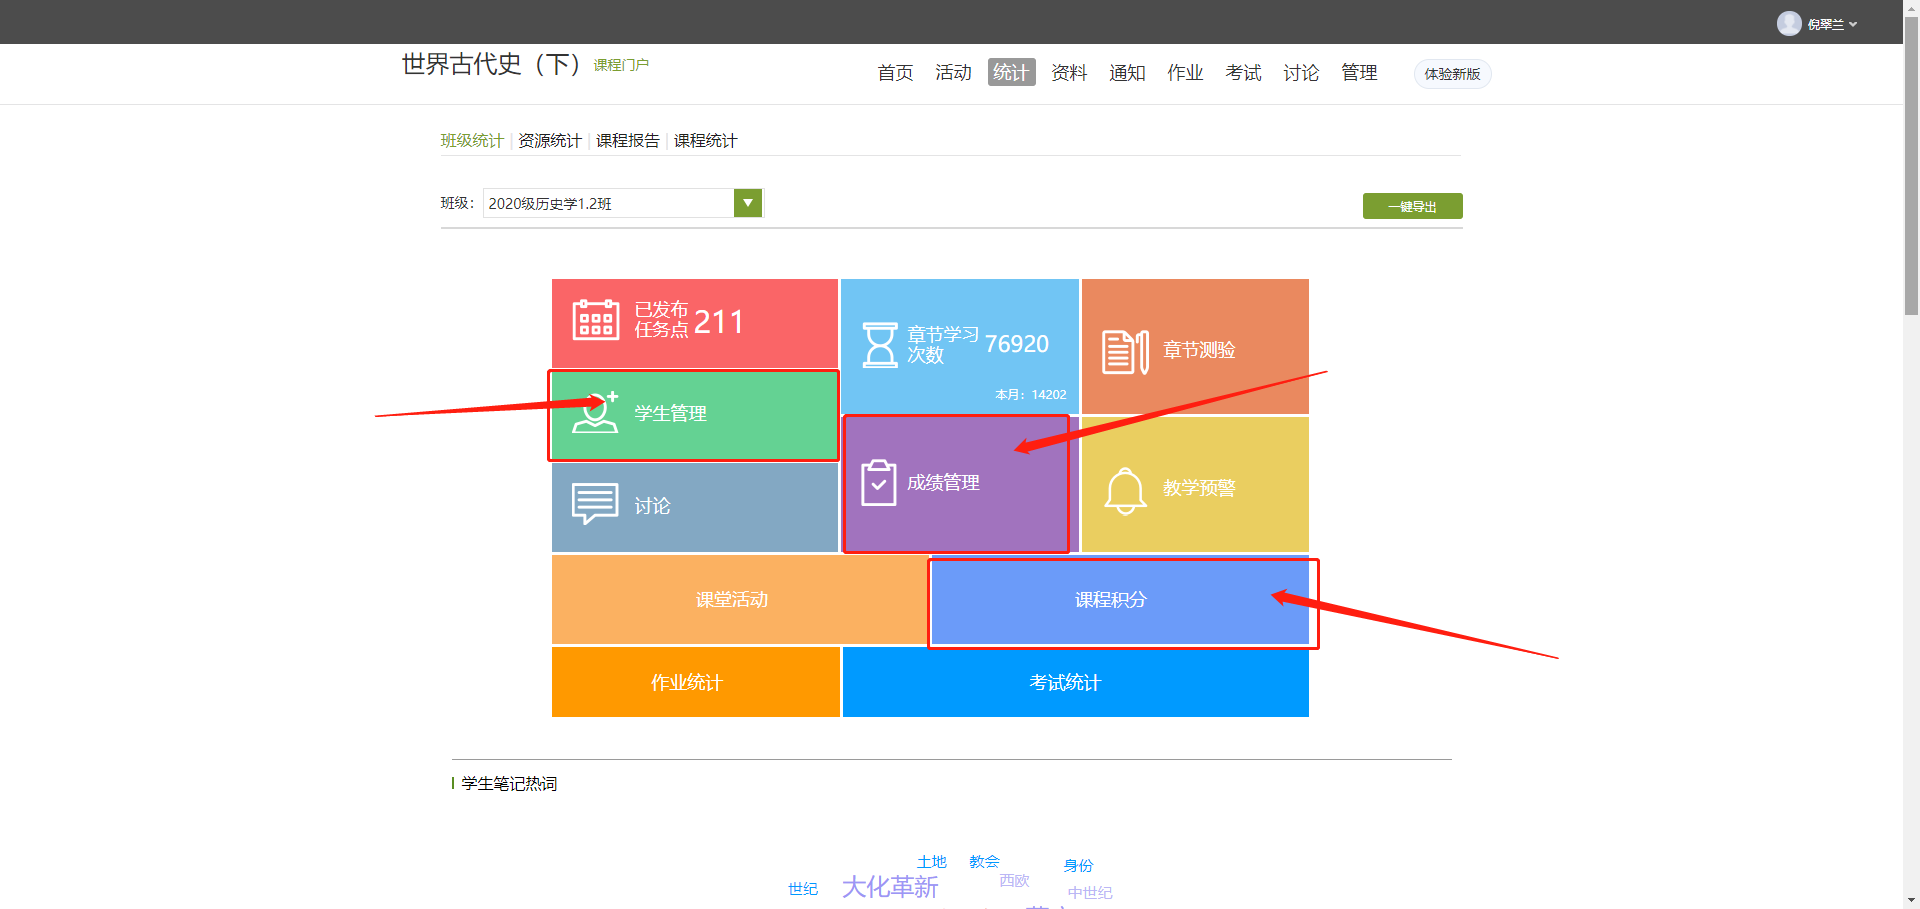 倪翠兰
世界古代史（下） 课程门户
首页 活动 统计 资料 通知 作业 考试 讨论 管理 体验新版
班级统计 | 资源统计 | 课程报告 | 课程统计
班级： 2020级历史学1.2班
一键导出
已发布
任务点 211
章节学习
次数 76920
本月：14202
章节测验
学生管理
成绩管理
教学预警
讨论
课堂活动
课程积分
作业统计
考试统计
学生笔记热词
土地 教会 身份
世纪 大化革新 西欧 中世纪